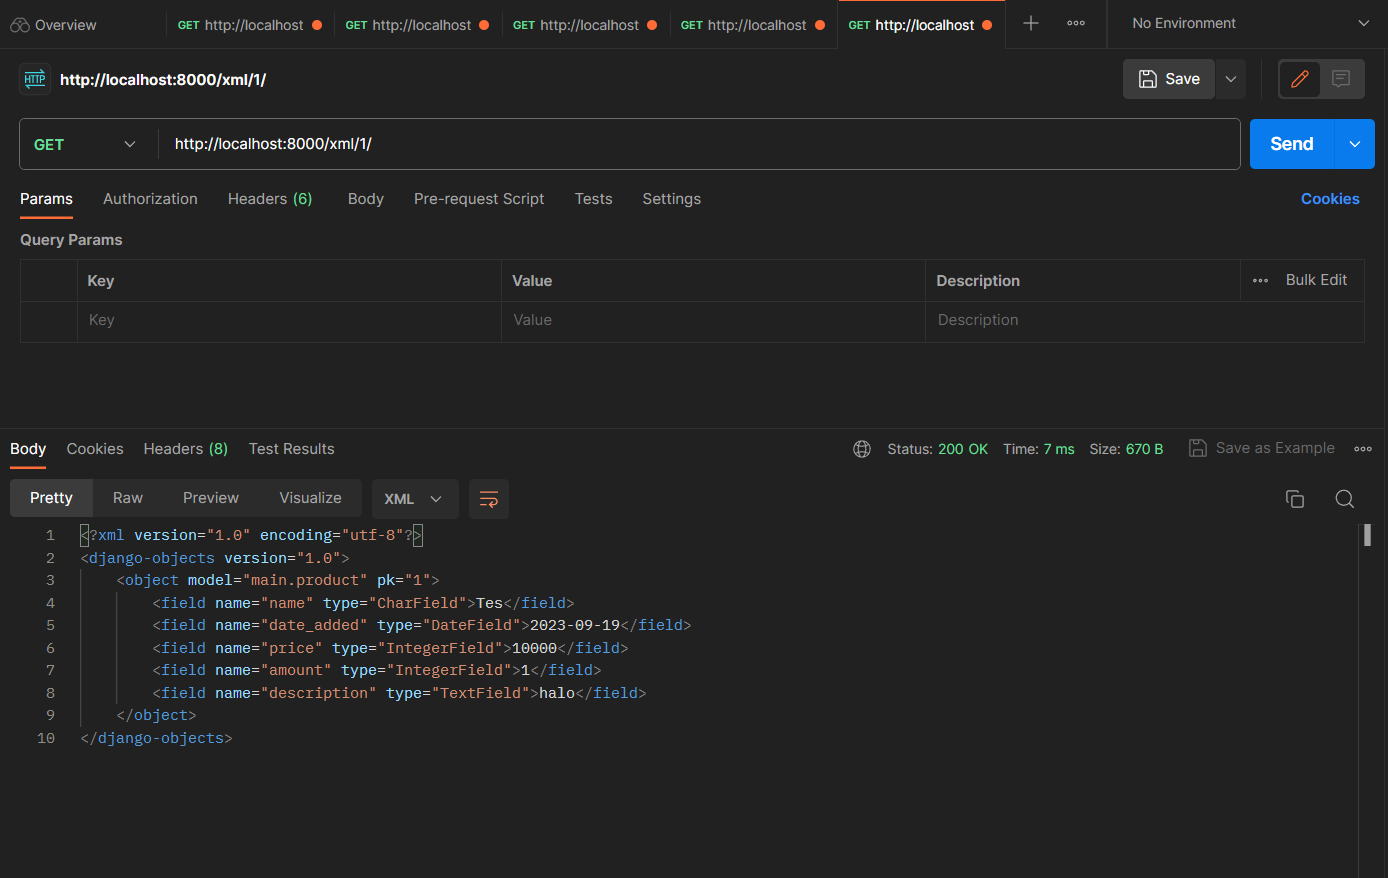 Overview GET http://localhost GET http://localhost GET http://localhost GET http://localhost GET http://localhost No Environment
HTTP http://localhost:8000/xml/1/ Save
GET http://localhost:8000/xml/1/ Send
Params Authorization Headers (6) Body Pre-request Script Tests Settings Cookies
Query Params
Key Value Description Bulk Edit
Key Value Description
Body Cookies Headers (8) Test Results Status: 200 OK Time: 7 ms Size: 670 B Save as Example
Pretty Raw Preview Visualize XML
1 <?xml version="1.0" encoding="utf-8"?>
2 <django-objects version="1.0">
3 <object model="main.product" pk="1">
4 <field name="name" type="CharField">Tes</field>
5 <field name="date_added" type="DateField">2023-09-19</field>
6 <field name="price" type="IntegerField">10000</field>
7 <field name="amount" type="IntegerField">1</field>
8 <field name="description" type="TextField">halo</field>
9 </object>
10 </django-objects>